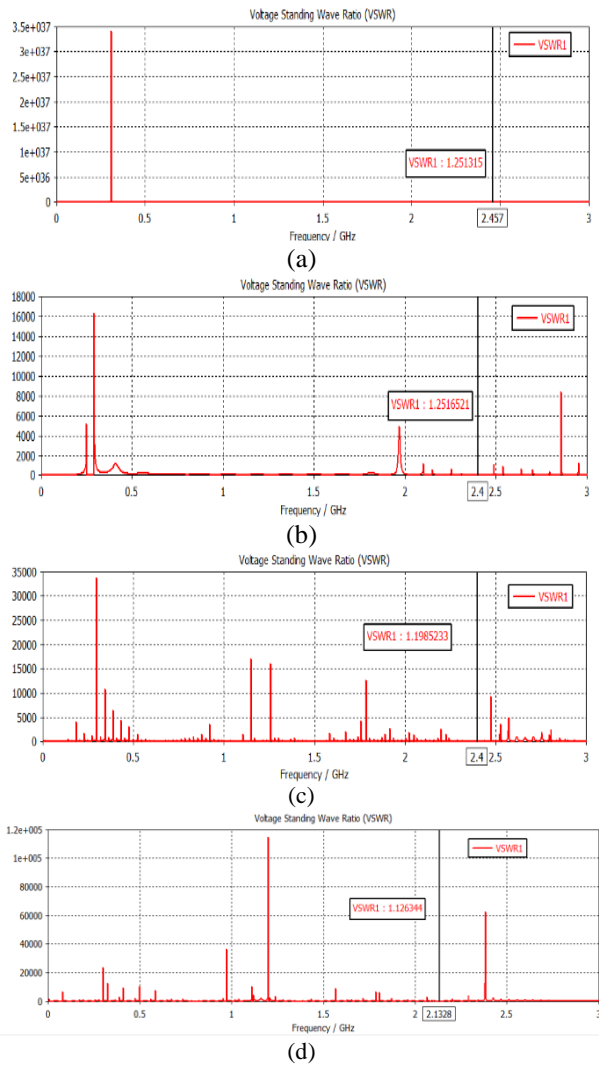 Voltage Standing Wave Ratio (VSWR)
3.5e+037
3e+037
2.5e+037
2e+037
1.5e+037
1e+037
5e+036
0
VSWR1
VSWR1 : 1.251315
0 0.5 1 1.5 2 2.457 3
Frequency / GHz
(a)
Voltage Standing Wave Ratio (VSWR)
18000
16000
14000
12000
10000
8000
6000
4000
2000
0
VSWR1
VSWR1 : 1.2516521
0 0.5 1 1.5 2 2.4 2.5 3
Frequency / GHz
(b)
Voltage Standing Wave Ratio (VSWR)
35000
30000
25000
20000
15000
10000
5000
0
VSWR1
VSWR1 : 1.1985233
0 0.5 1 1.5 2 2.4 2.5 3
Frequency / GHz
(c)
Voltage Standing Wave Ratio (VSWR)
1.2e+005
80000
60000
40000
20000
0
VSWR1
VSWR1 : 1.126344
0 0.5 1 1.5 2 2.1328 2.5 3
Frequency / GHz
(d)